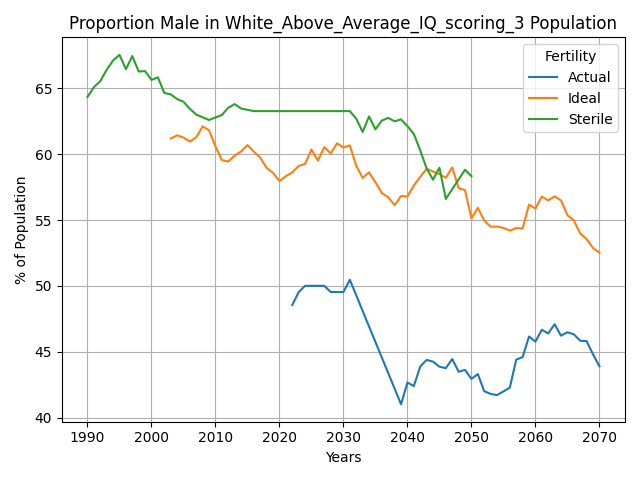 Proportion Male in White_Above_Average_IQ_scoring_3 Population
Fertility
Actual
Ideal
Sterile
% of Population
65
60
55
50
45
40
1990 2000 2010 2020 2030 2040 2050 2060 2070
Years